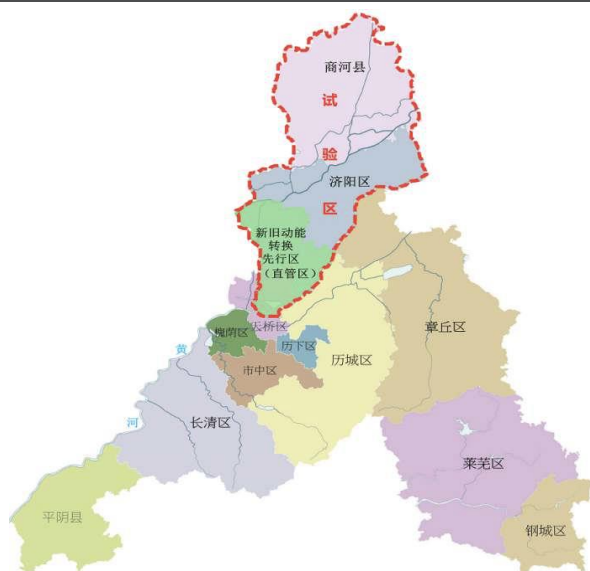 商河县
试
验
区
济阳区
新旧动能
转换
先行区
（直管区）
天桥区
槐荫区
历下区
历城区
章丘区
市中区
黄
河
长清区
莱芜区
平阴县
钢城区